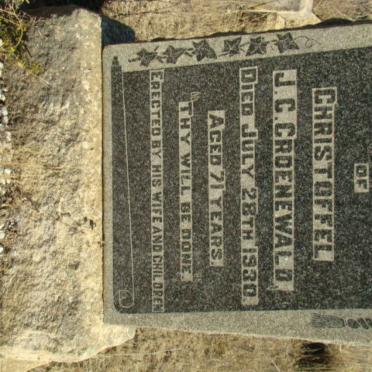 OF
CHRISTOFFEL
J.C. GROENEWALD
DIED JULY 28TH 1930
AGED 71 YEARS.
"THY WILL BE DONE."
ERECTED BY HIS WIFE AND CHILDREN